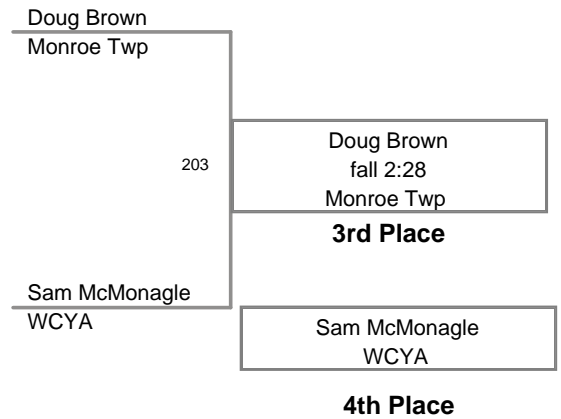 Doug Brown
Monroe Twp
203
Doug Brown
fall 2:28
Monroe Twp
3rd Place
Sam McMonagle
WCYA
Sam McMonagle
WCYA
4th Place